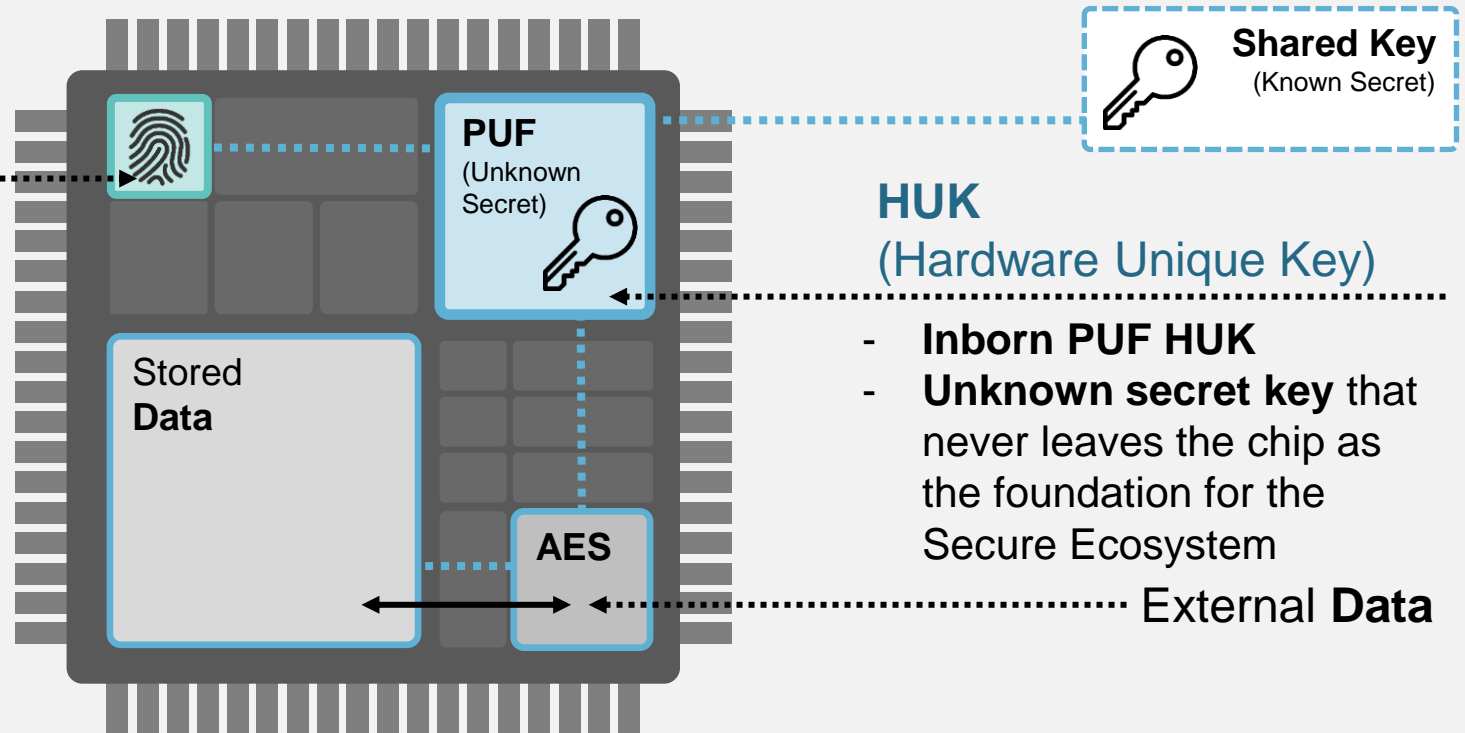 Shared Key
(Known Secret)
PUF
(Unknown
Secret)
HUK
(Hardware Unique Key)
- Inborn PUF HUK
- Unknown secret key that
never leaves the chip as
the foundation for the
Secure Ecosystem
Stored
Data
AES
External Data